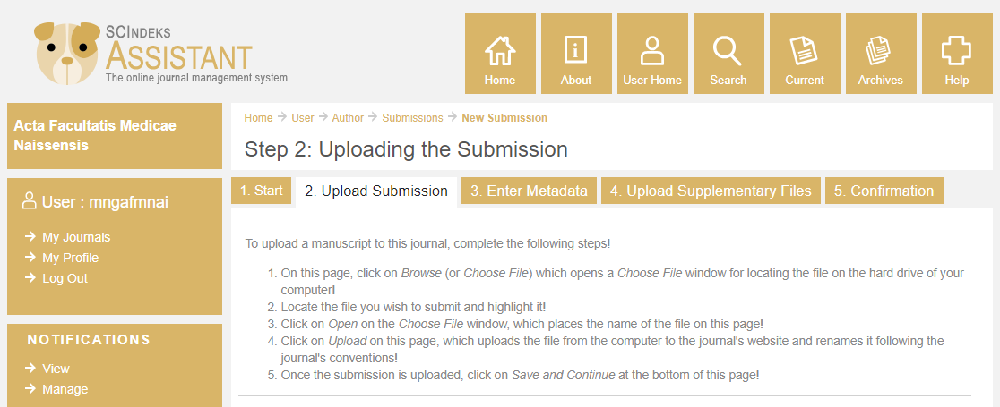 SCINDEKS
ASSISTANT
The online journal management system
Home
About
User Home
Search
Current
Archives
Help
Acta Facultatis Medicae
Naissensis
User : mngafmnai
My Journals
My Profile
Log Out
NOTIFICATIONS
View
Manage
Home → User → Author → Submissions → New Submission
Step 2: Uploading the Submission
1. Start
2. Upload Submission
3. Enter Metadata
4. Upload Supplementary Files
5. Confirmation
To upload a manuscript to this journal, complete the following steps!
1. On this page, click on Browse (or Choose File) which opens a Choose File window for locating the file on the hard drive of your
computer!
2. Locate the file you wish to submit and highlight it!
3. Click on Open on the Choose File window, which places the name of the file on this page!
4. Click on Upload on this page, which uploads the file from the computer to the journal's website and renames it following the
journal's conventions!
5. Once the submission is uploaded, click on Save and Continue at the bottom of this page!